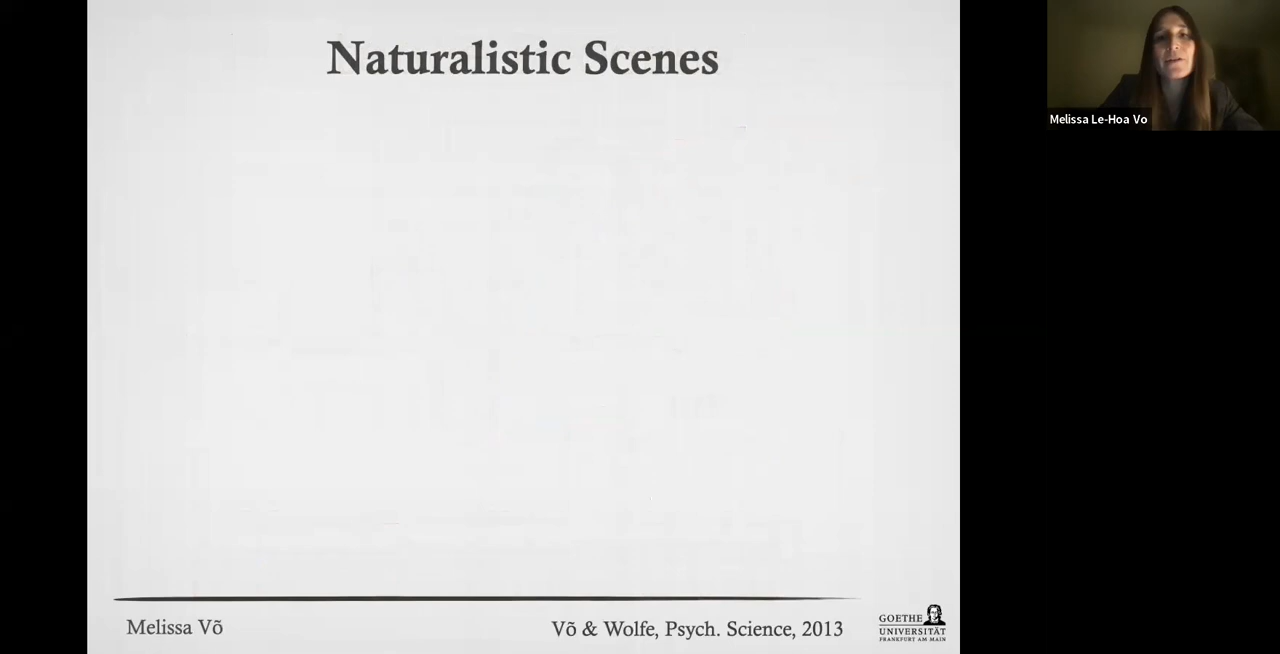 Naturalistic Scenes
Melissa Le-Hoa Vo
Melissa Võ
Võ & Wolfe, Psych. Science, 2013
GOETHE
UNIVERSITÄT
FRANKFURT AM MAIN